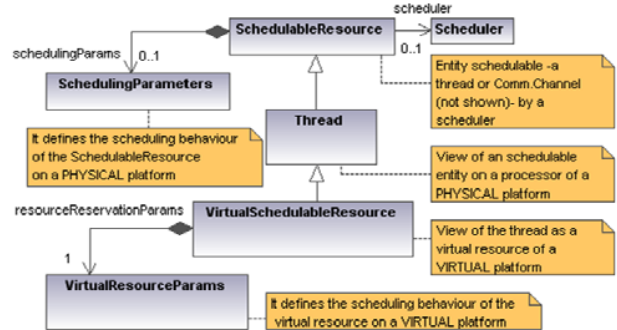 scheduler
SchedulableResource
Scheduler
schedulingParams
0..1
0..1
SchedulingParameters
Entity schedulable -a
thread or Comm.Channel
(not shown)- by a
scheduler
Thread
It defines the scheduling behaviour
of the SchedulableResource
on a PHYSICAL platform
View of an schedulable
entity on a processor of a
PHYSICAL platform
resourceReservationParams
VirtualSchedulableResource
View of the thread as a
virtual resource of a
VIRTUAL platform
1
VirtualResourceParams
It defines the scheduling behaviour of the
virtual resource on a VIRTUAL platform